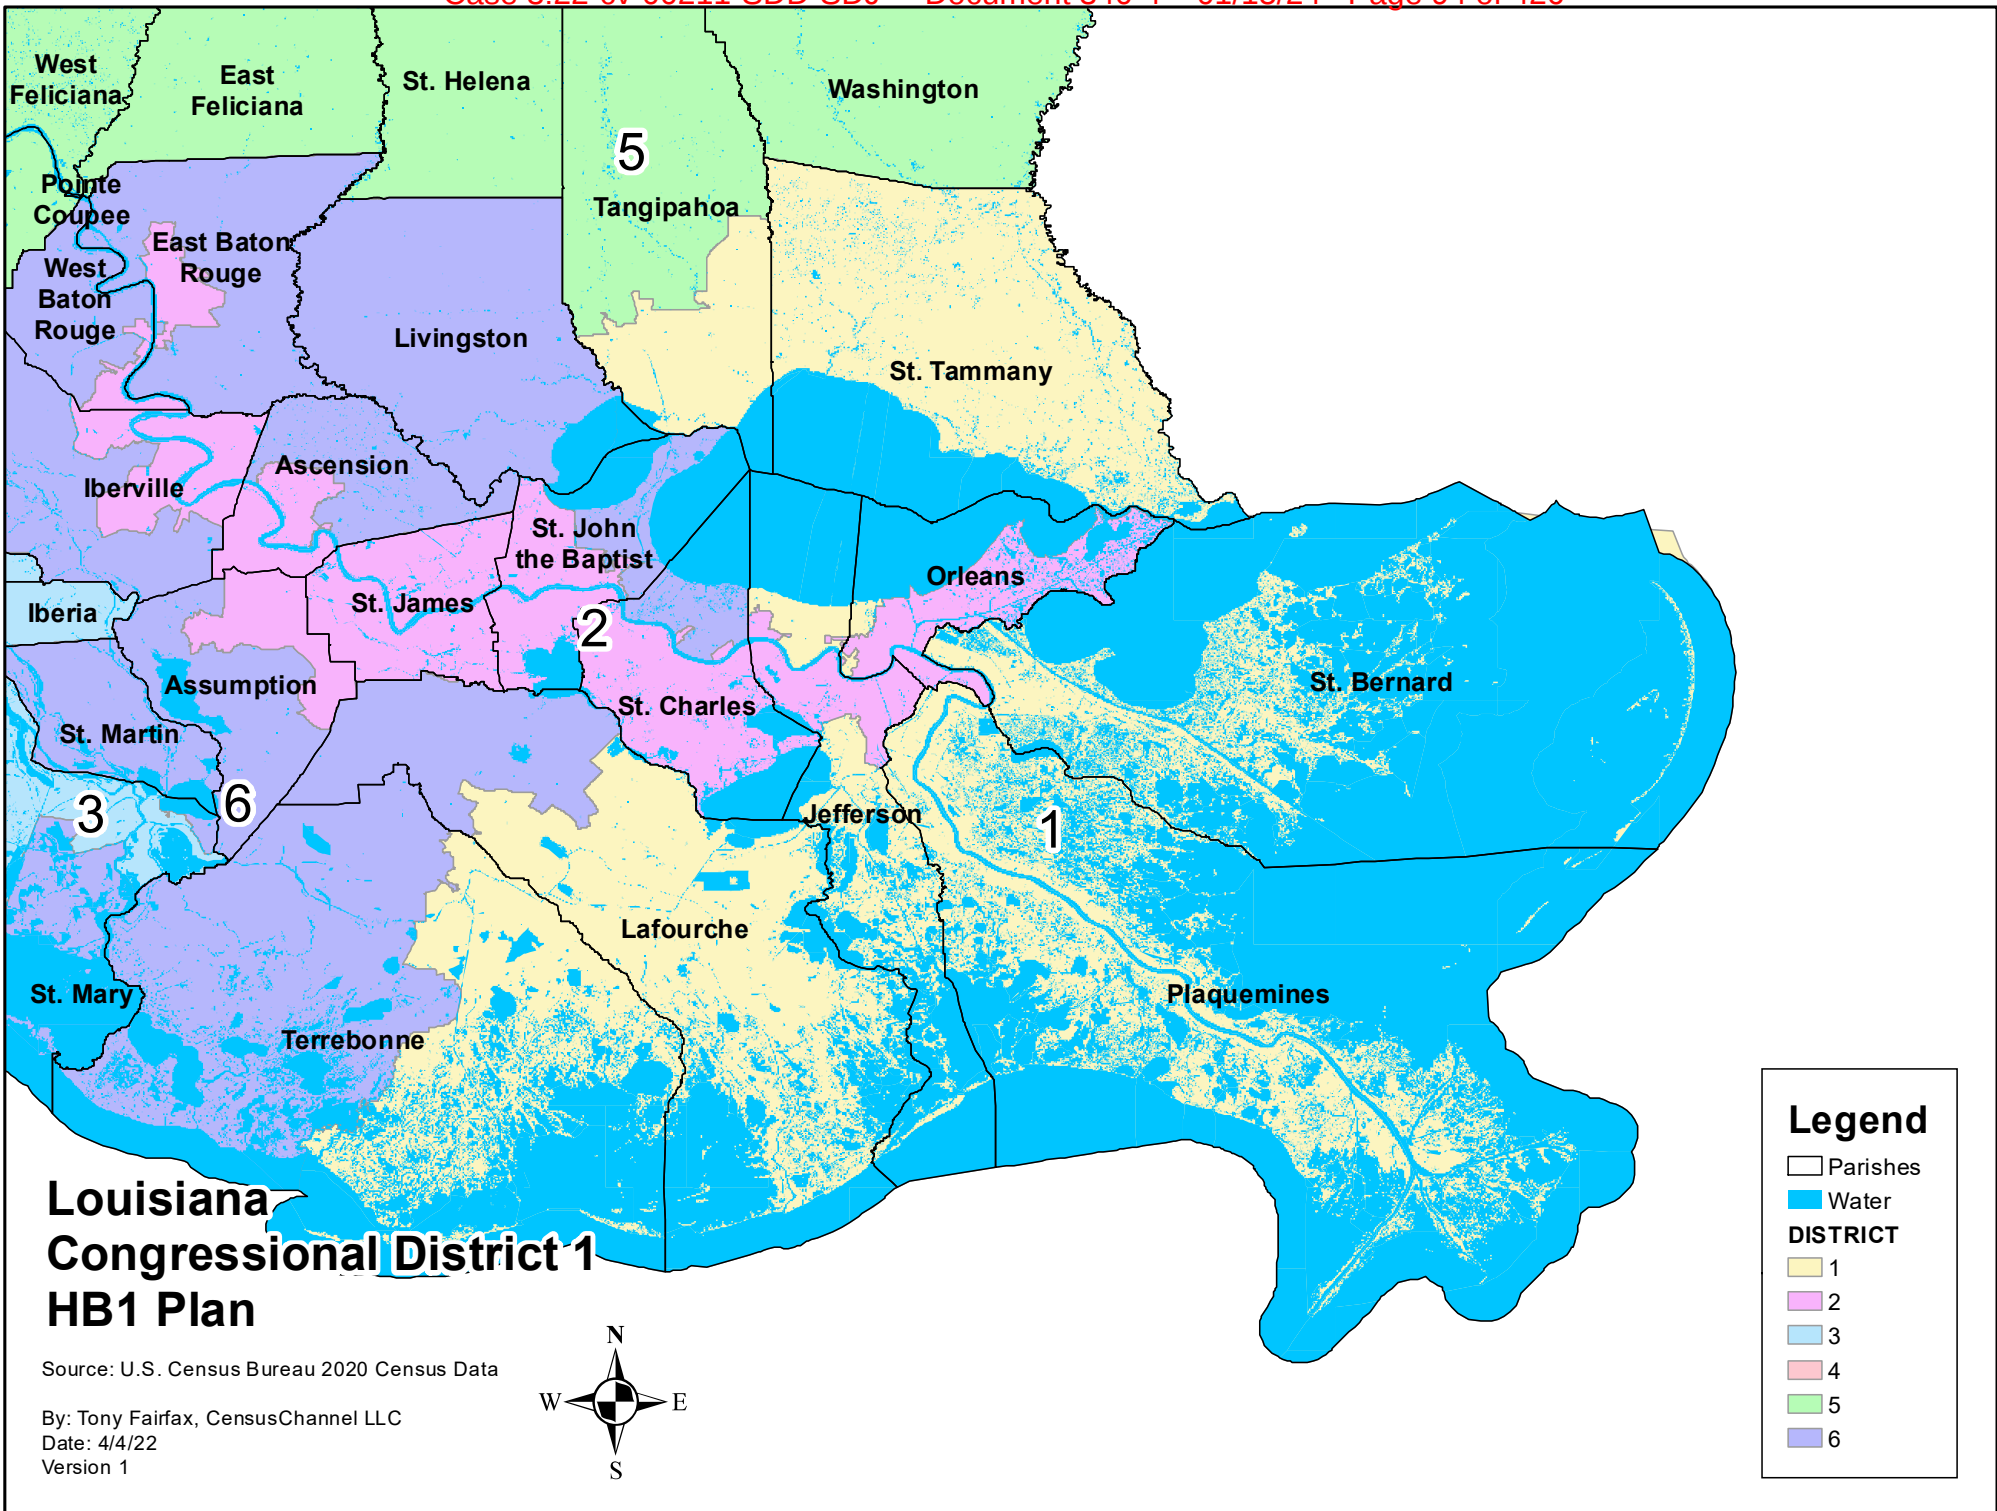 West
Feliciana
East
Feliciana
St. Helena
Washington
5
Tangipahoa
Pointe
Coupee
East Baton
Rouge
West
Baton
Rouge
Livingston
St. Tammany
Ascension
Iberville
St. John
the Baptist
Orleans
Iberia
St. James
2
St. Bernard
Assumption
St. Charles
St. Martin
3
6
Jefferson
1
Lafourche
St. Mary
Plaquemines
Terrebonne
Louisiana
Congressional District 1
HB1 Plan
Source: U.S. Census Bureau 2020 Census Data
By: Tony Fairfax, CensusChannel LLC
Date: 4/4/22
Version 1
N
W
E
S
Legend
Parishes
Water
DISTRICT
1
2
3
4
5
6